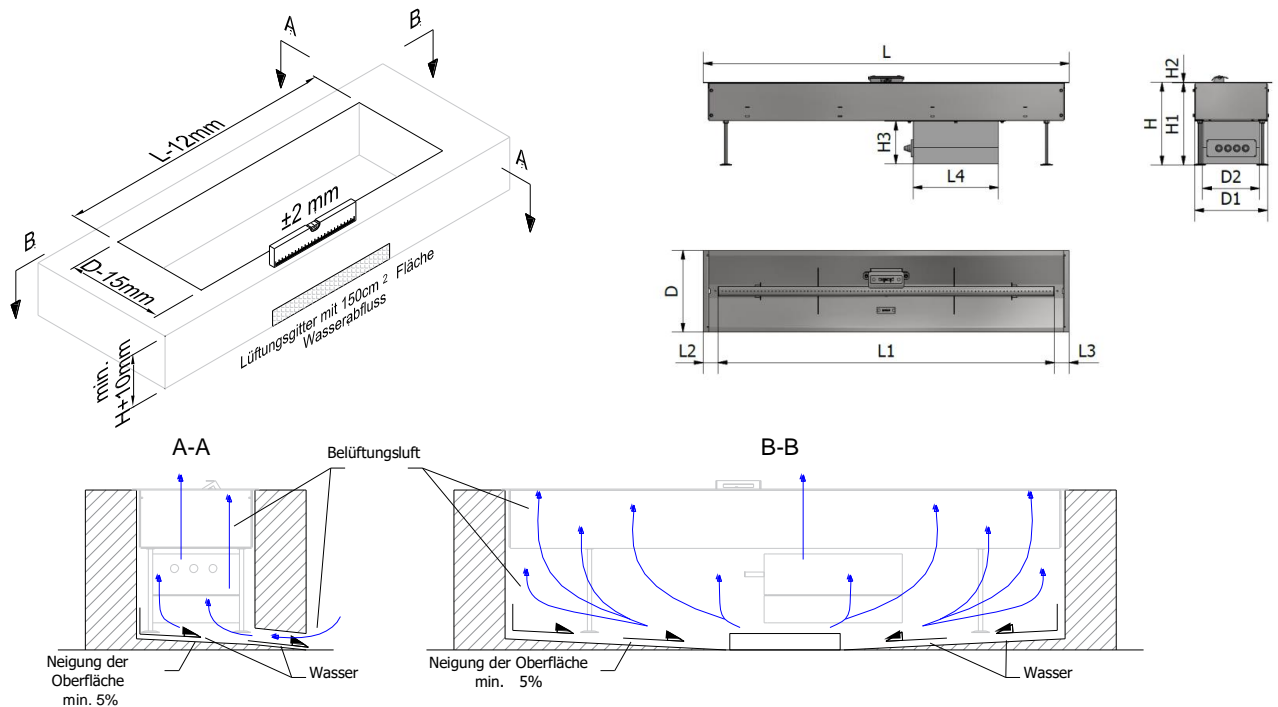 A
B
L-12mm
±2 mm
A
B
D-15mm
Lüftungsgitter mit 150cm 2 Fläche
Wasserabfluss
min.
H+10mm
L
H3
L4
H2
H
H1
D2
D1
D
L2
L1
L3
A-A
Belüftungsluft
B-B
Neigung der
Oberfläche
min. 5%
Wasser
Neigung der Oberfläche
min. 5%
Wasser